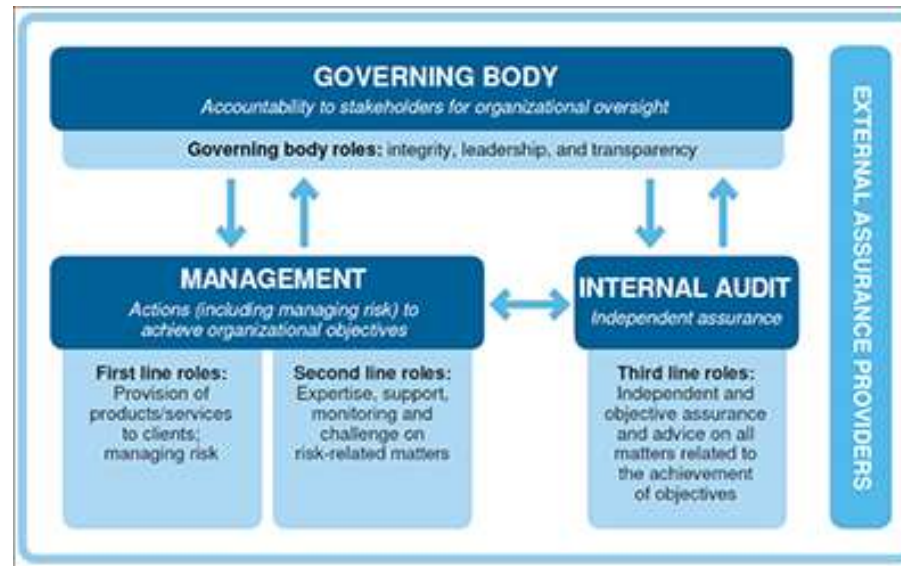 GOVERNING BODY
Accountability to stakeholders for organizational oversight
Governing body roles: integrity, leadership, and transparency
MANAGEMENT
Actions (including managing risk) to
achieve organizational objectives
First line roles:
Provision of
products/services
to clients;
managing risk
Second line roles:
Expertise, support,
monitoring and
challenge on
risk-related matters
INTERNAL AUDIT
Independent assurance
Third line roles:
Independent and
objective assurance
and advice on all
matters related to
the achievement
of objectives
EXTERNAL ASSURANCE PROVIDERS